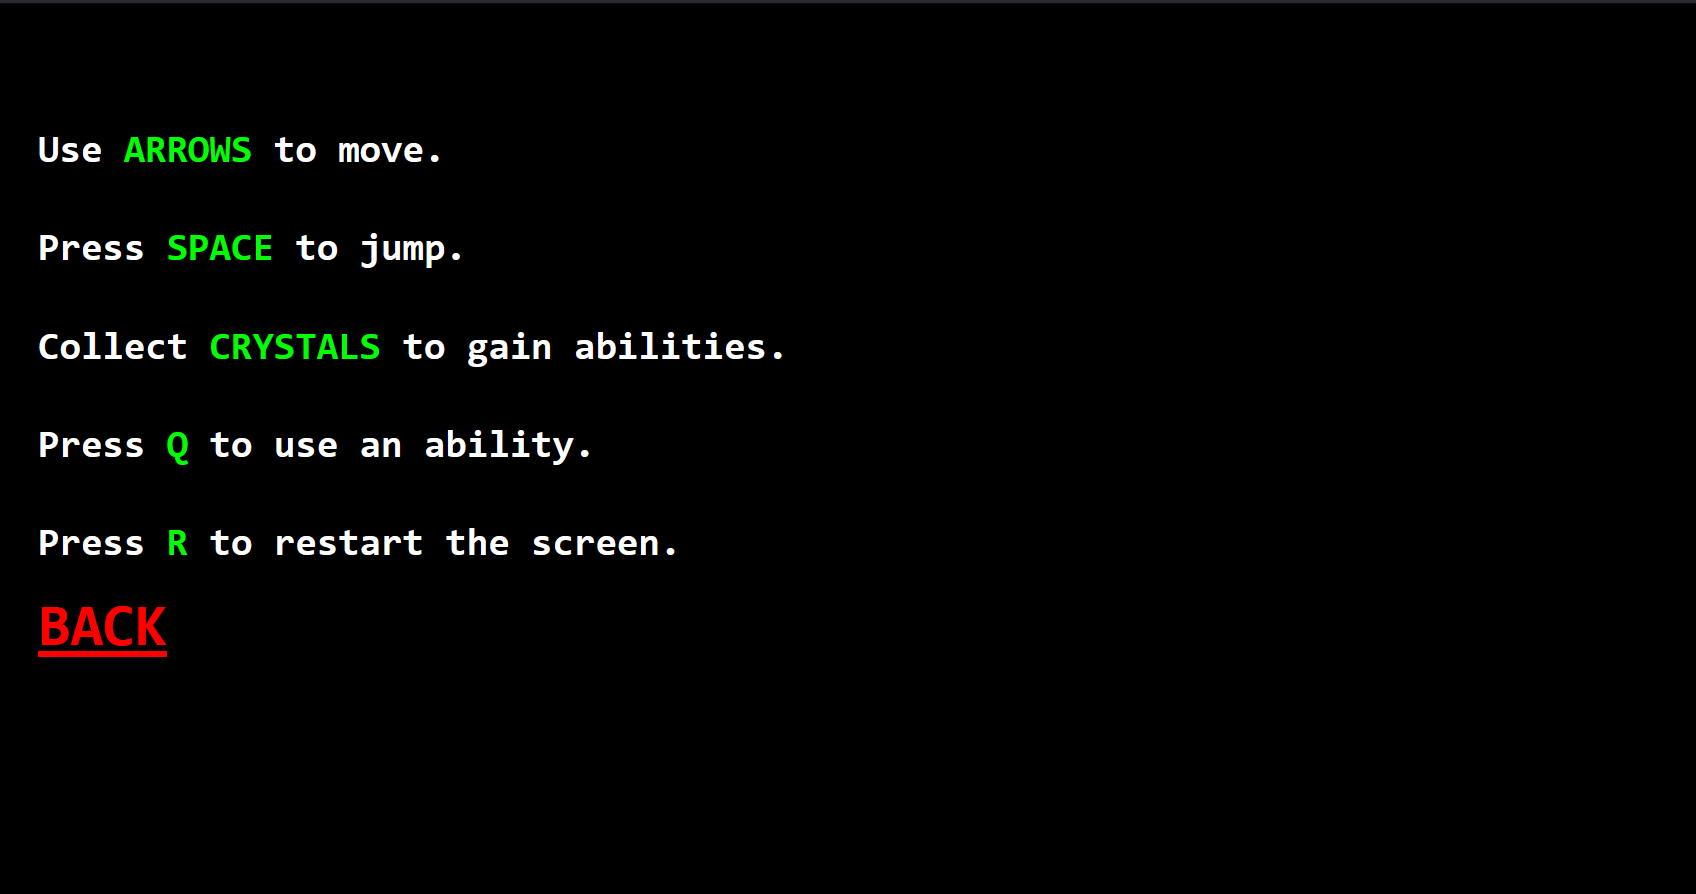 Use ARROWS to move.
Press SPACE to jump.
Collect CRYSTALS to gain abilities.
Press Q to use an ability.
Press R to restart the screen.
BACK